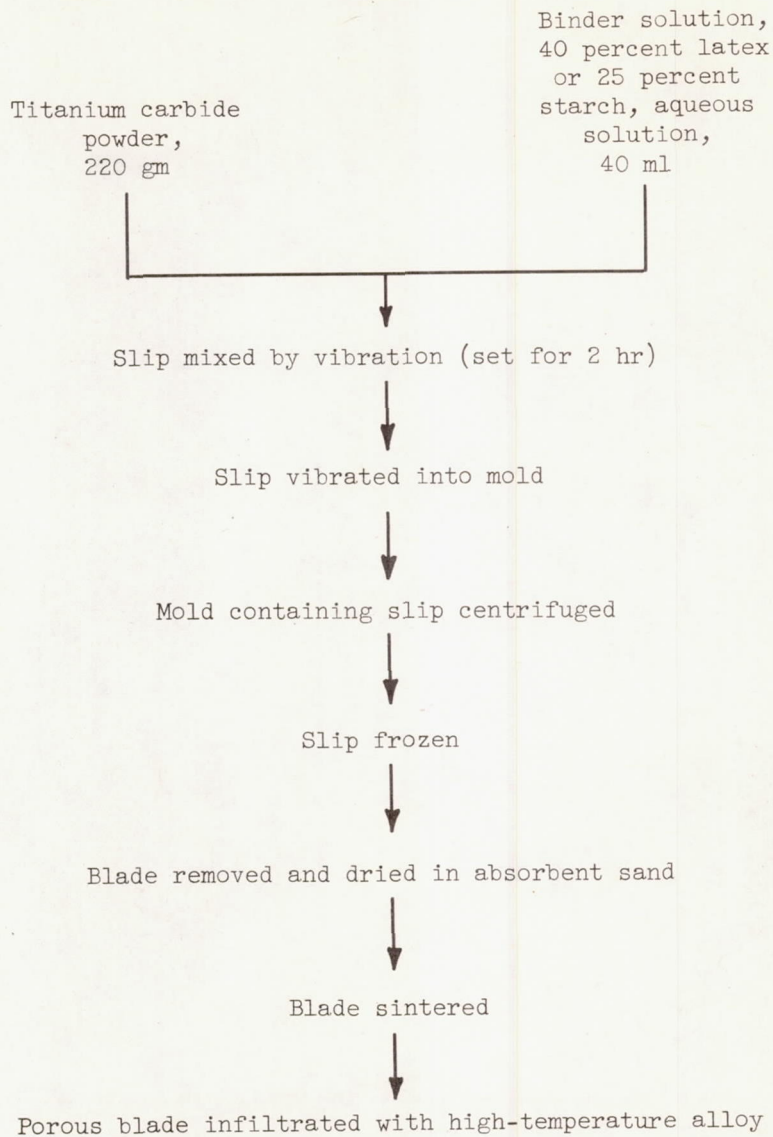 Titanium carbide
powder,
220 gm
Binder solution,
40 percent latex
or 25 percent
starch, aqueous
solution,
40 ml
Slip mixed by vibration (set for 2 hr)
Slip vibrated into mold
Mold containing slip centrifuged
Slip frozen
Blade removed and dried in absorbent sand
Blade sintered
Porous blade infiltrated with high-temperature alloy